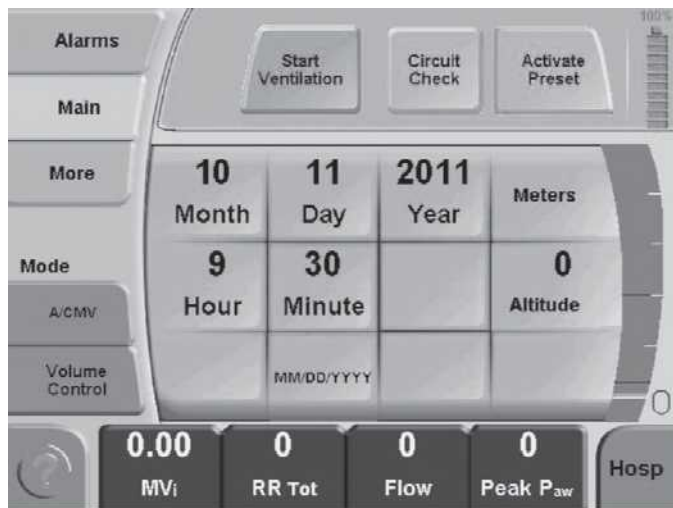 Alarms
Main
More
Mode
A/CMV
Volume
Control
Start
Ventilation
Circuit
Check
Activate
Preset
100%
10
Month
11
Day
2011
Year
Meters
9
Hour
30
Minute
0
Altitude
MM/DD/YYYY
0
?
0.00
MVi
0
RR Tot
0
Flow
0
Peak Paw
Hosp